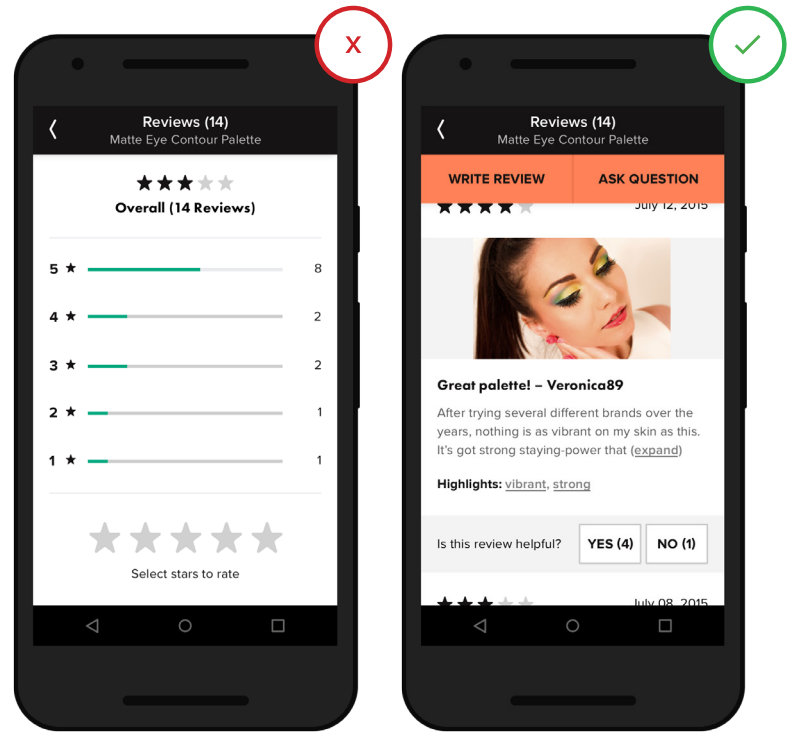 X
Reviews (14)
Matte Eye Contour Palette
Overall (14 Reviews)
5 8
4 2
3 2
2 1
1 1
Select stars to rate
Reviews (14)
Matte Eye Contour Palette
WRITE REVIEW ASK QUESTION
July 12, 2015
Great palette! – Veronica89
After trying several different brands over the
years, nothing is as vibrant on my skin as this.
It's got strong staying-power that (expand)
Highlights: vibrant, strong
Is this review helpful? YES (4) NO (1)
July 08, 2015